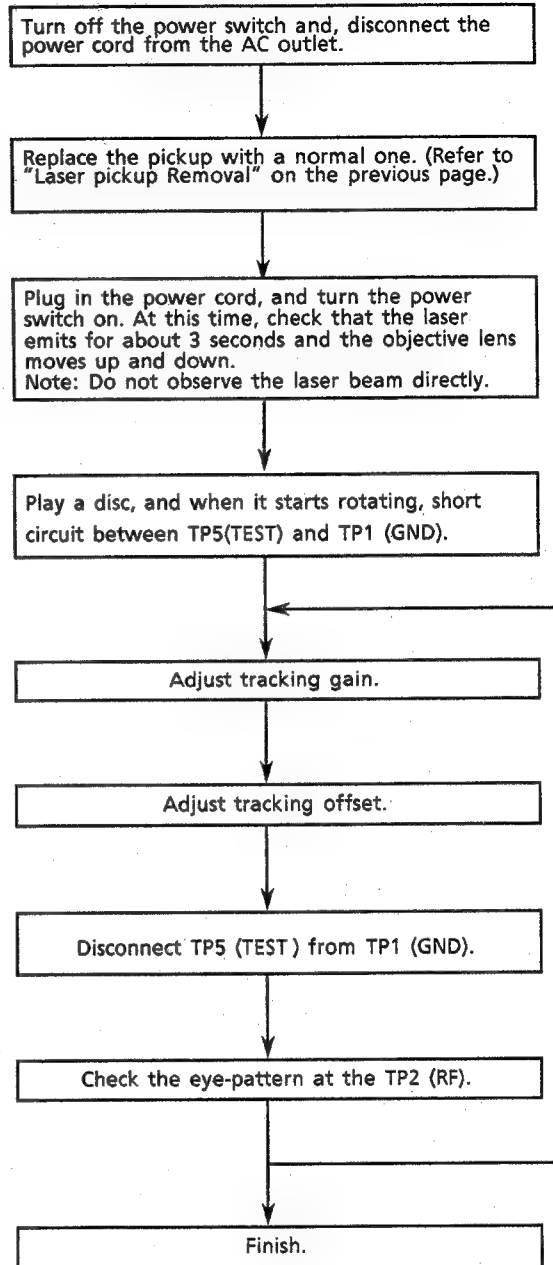 Turn off the power switch and, disconnect the
power cord from the AC outlet.
Replace the pickup with a normal one. (Refer to
"Laser pickup Removal" on the previous page.)
Plug in the power cord, and turn the power
switch on. At this time, check that the laser
emits for about 3 seconds and the objective lens
moves up and down.
Note: Do not observe the laser beam directly.
Play a disc, and when it starts rotating, short
circuit between TP5(TEST) and TP1 (GND).
Adjust tracking gain.
Adjust tracking offset.
Disconnect TP5 (TEST) from TP1 (GND).
Check the eye-pattern at the TP2 (RF).
Finish.